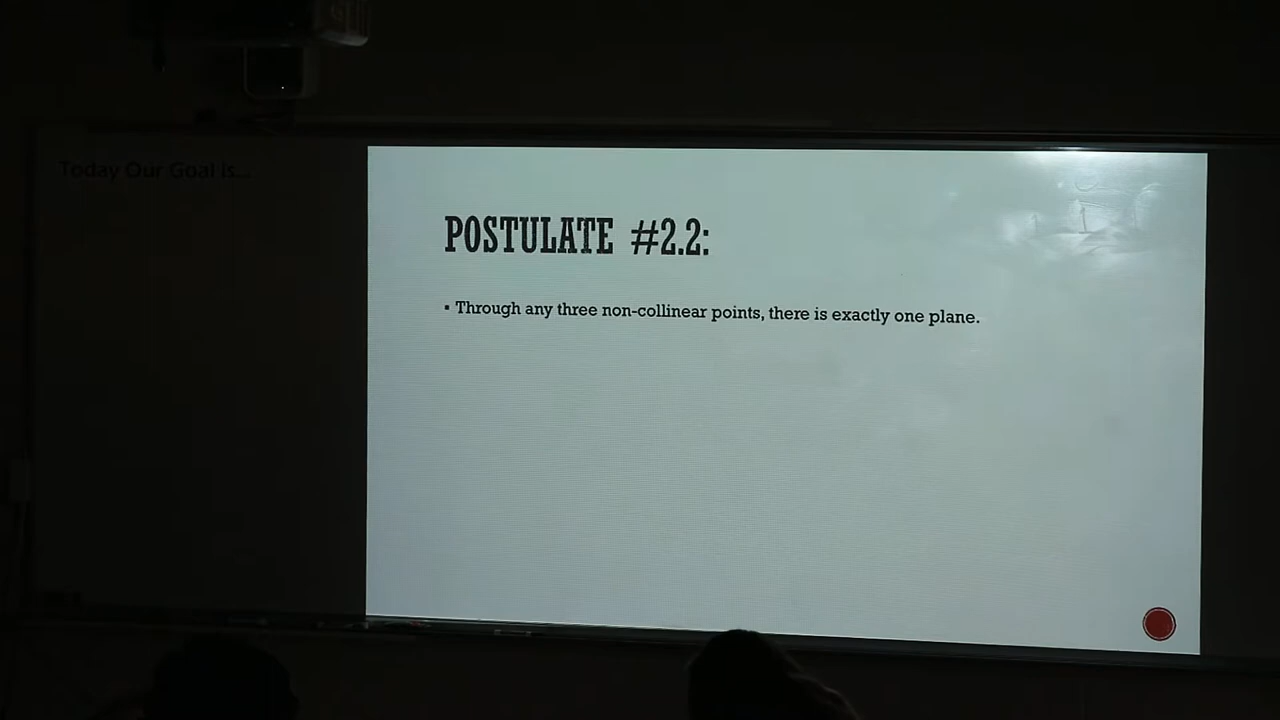 Today Our Goal is...
POSTULATE #2.2:
▪ Through any three non-collinear points, there is exactly one plane.